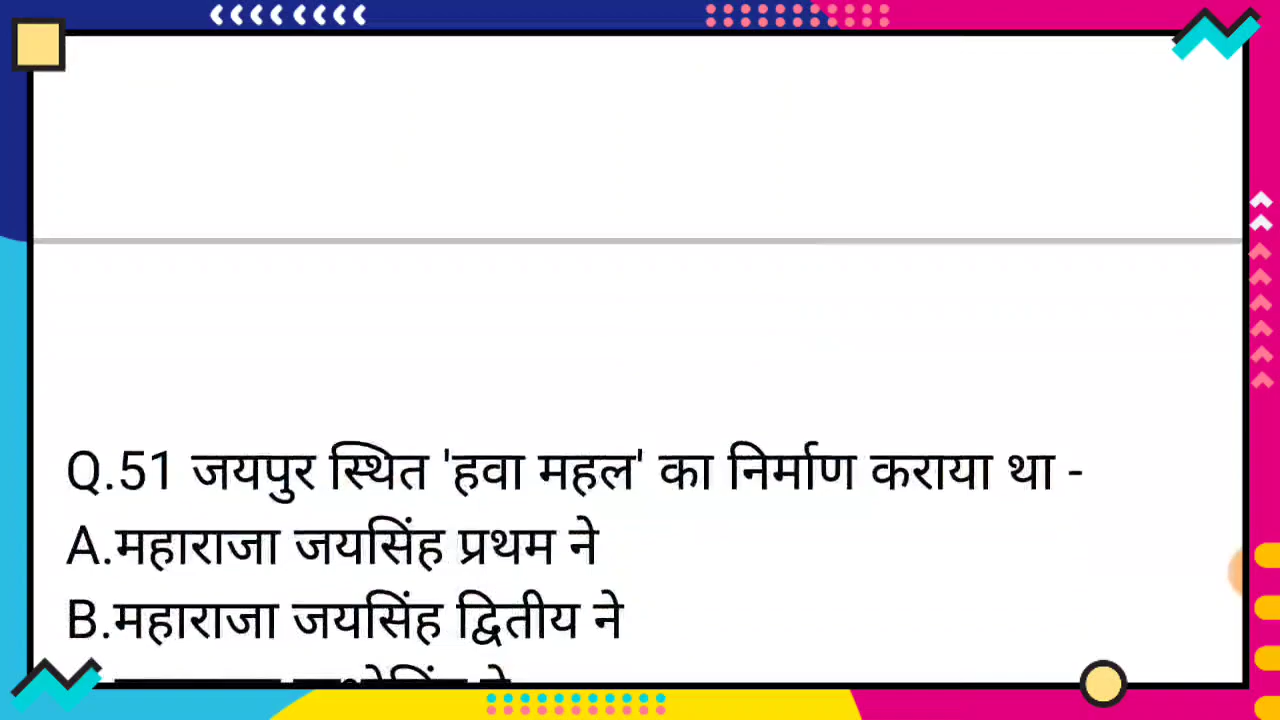 Q.51 जयपुर स्थित 'हवा महल' का निर्माण कराया था -
A.महाराजा जयसिंह प्रथम ने
B.महाराजा जयसिंह द्वितीय ने